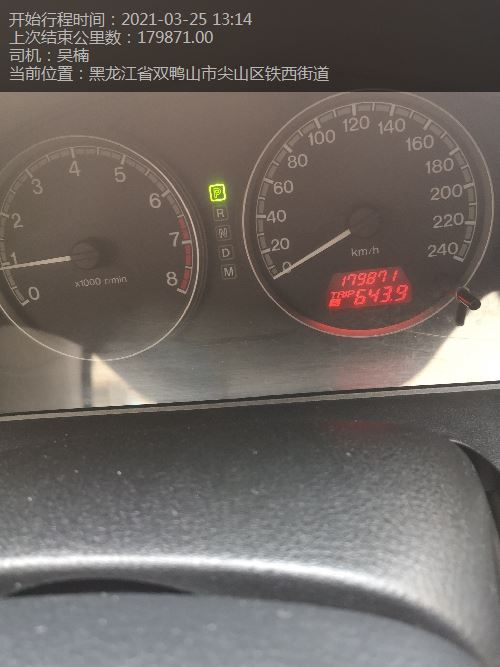 开始行程时间：2021-03-25 13:14
上次结束公里数：179871.00
司机：吴楠
当前位置：黑龙江省双鸭山市尖山区铁西街道
0
1
2
3
4
5
6
7
8
x1000 r/min
P
R
N
D
M
0
20
40
60
80
100
120
140
160
180
200
220
240
km/h
179871
TRIP 643.9